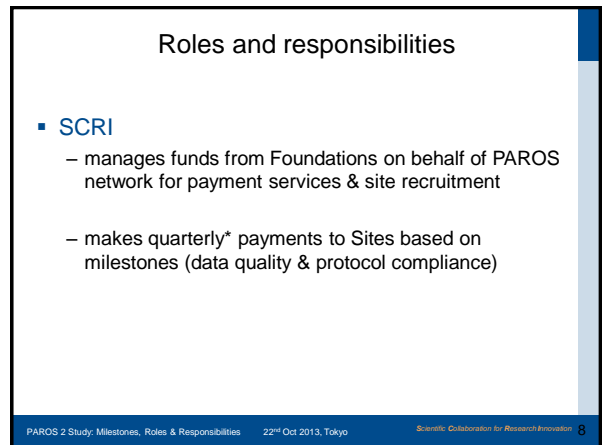 Roles and responsibilities
▪ SCRI
– manages funds from Foundations on behalf of PAROS
network for payment services & site recruitment
– makes quarterly* payments to Sites based on
milestones (data quality & protocol compliance)
PAROS 2 Study: Milestones, Roles & Responsibilities 22nd Oct 2013, Tokyo Scientific Collaboration for Research Innovation 8